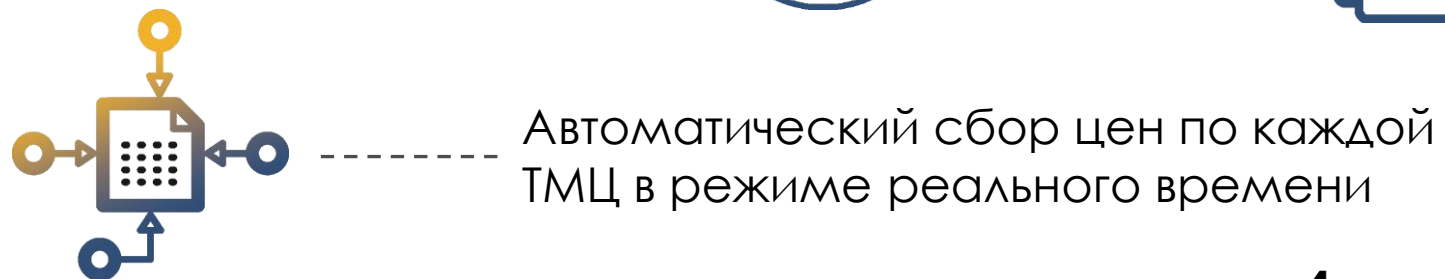 Автоматический сбор цен по каждой
ТМЦ в режиме реального времени